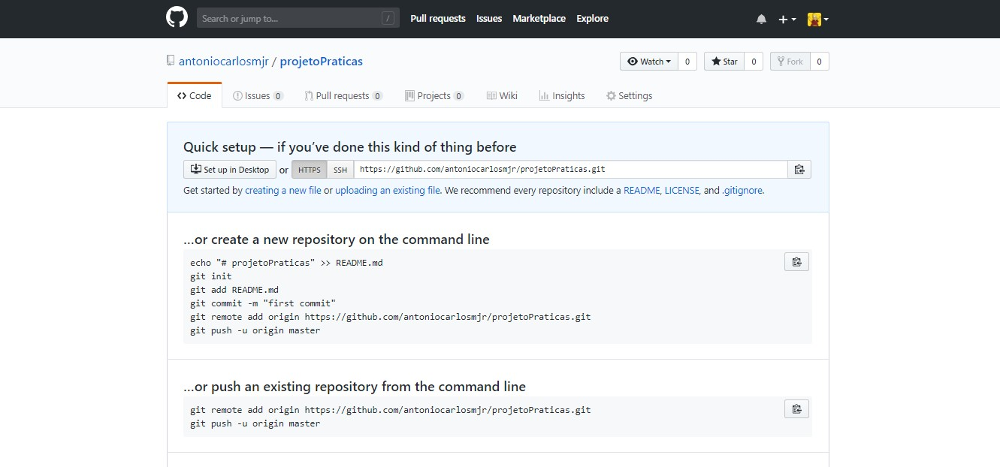 Search or jump to... / Pull requests Issues Marketplace Explore
antoniocarlosmjr / projetoPraticas Watch 0 Star 0 Fork 0
Code Issues 0 Pull requests 0 Projects 0 Wiki Insights Settings
Quick setup — if you’ve done this kind of thing before
Set up in Desktop or HTTPS SSH https://github.com/antoniocarlosmjr/projetoPraticas.git
Get started by creating a new file or uploading an existing file. We recommend every repository include a README, LICENSE, and .gitignore.
…or create a new repository on the command line
echo "# projetoPraticas" >> README.md
git init
git add README.md
git commit -m "first commit"
git remote add origin https://github.com/antoniocarlosmjr/projetoPraticas.git
git push -u origin master
…or push an existing repository from the command line
git remote add origin https://github.com/antoniocarlosmjr/projetoPraticas.git
git push -u origin master